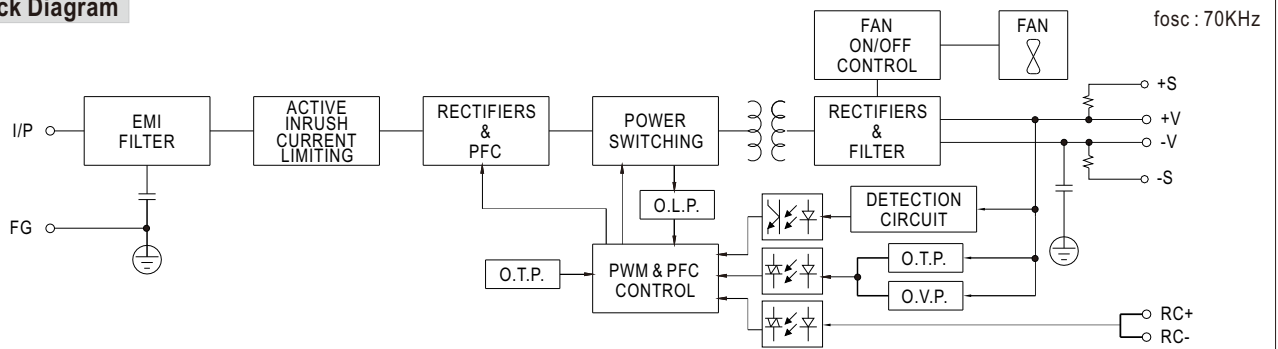 ck Diagram
fosc : 70KHz
FAN
ON/OFF
CONTROL
FAN
I/P
EMI
FILTER
ACTIVE
INRUSH
CURRENT
LIMITING
RECTIFIERS
&
PFC
POWER
SWITCHING
RECTIFIERS
&
FILTER
+S
+V
-V
-S
FG
O.L.P.
DETECTION
CIRCUIT
O.T.P.
PWM & PFC
CONTROL
O.T.P.
O.V.P.
RC+
RC-